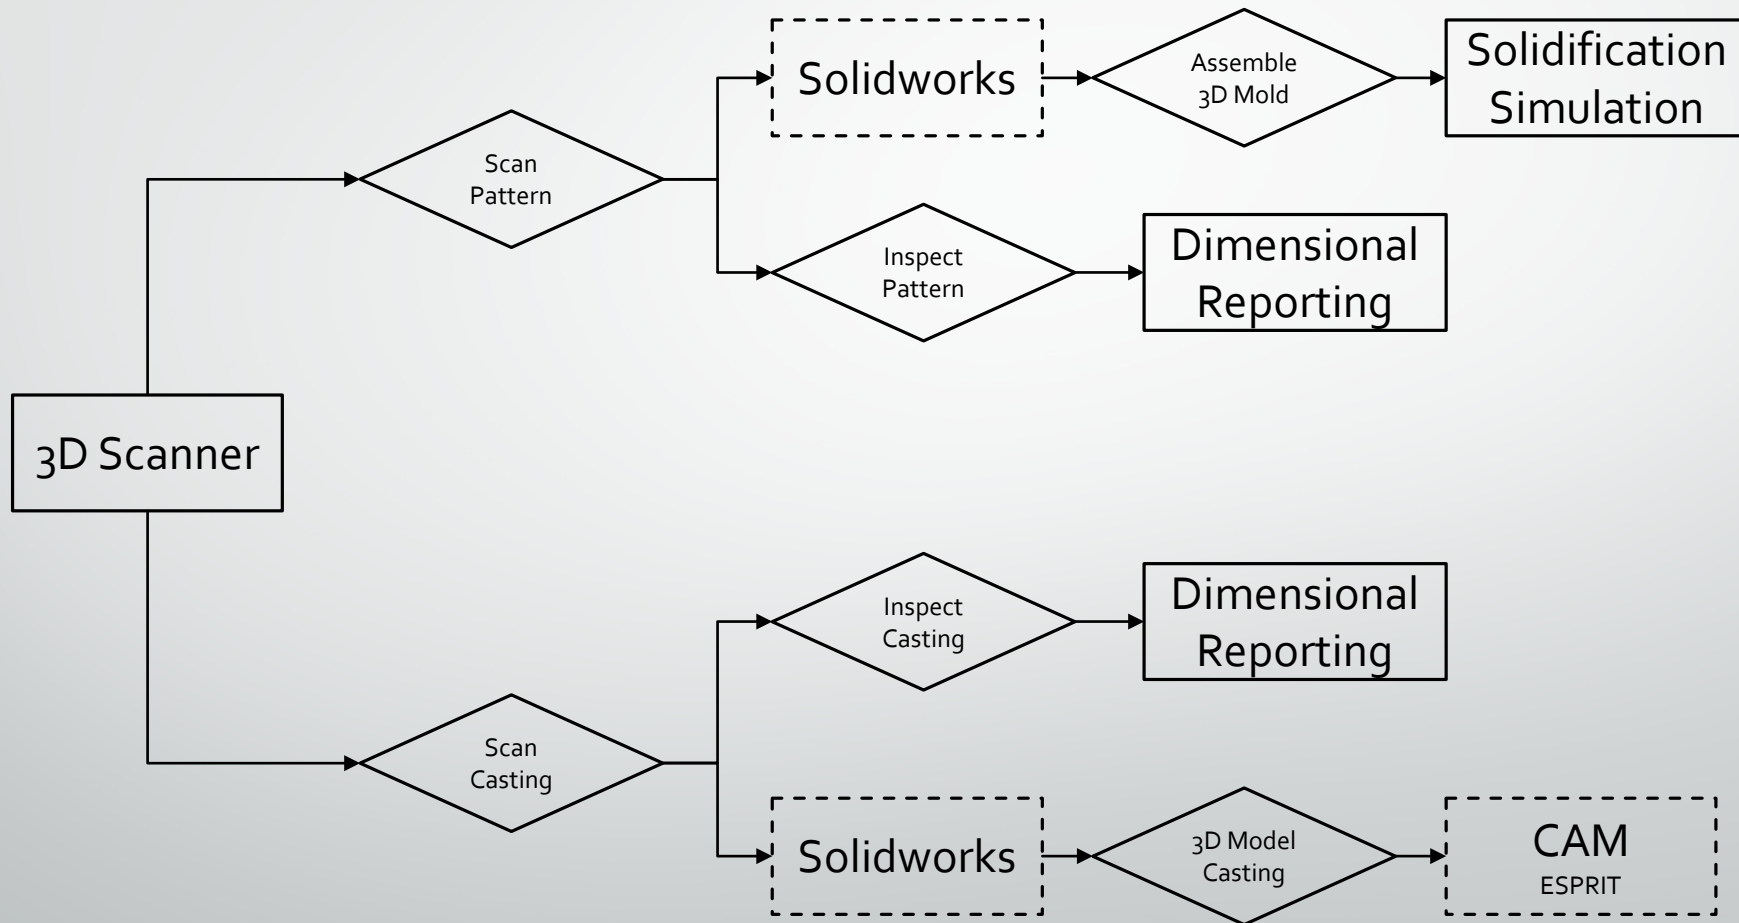 Solidworks
Assemble
3D Mold
Solidification
Simulation
Scan
Pattern
Inspect
Pattern
Dimensional
Reporting
3D Scanner
Inspect
Casting
Dimensional
Reporting
Scan
Casting
Solidworks
3D Model
Casting
CAM
ESPRIT